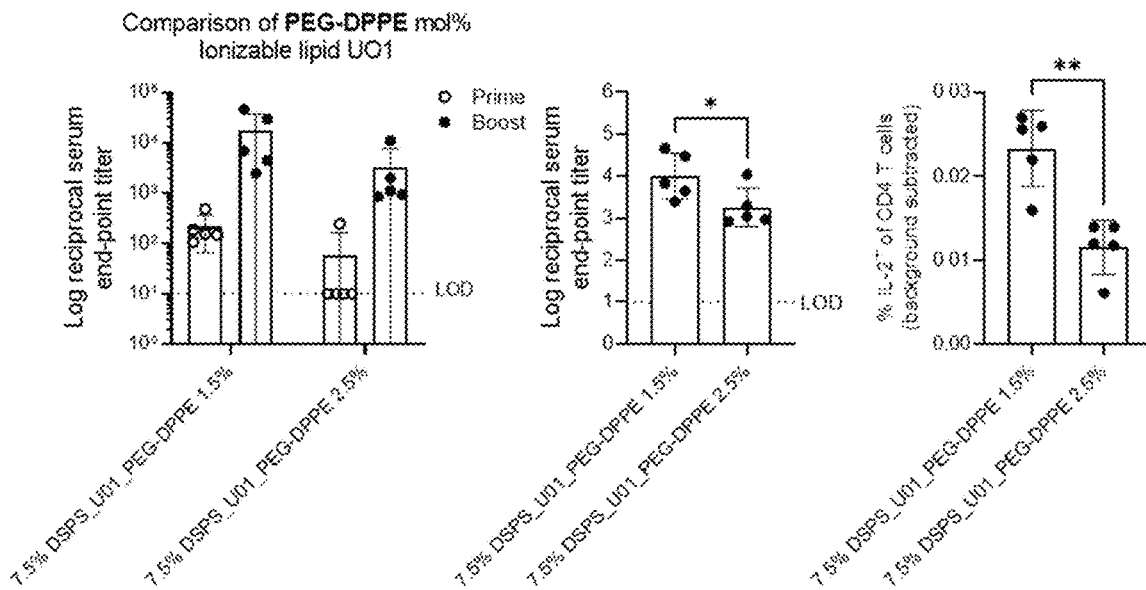 Comparison of PEG-DPPE mol%
Ionizable lipid UO1
Log reciprocal serum
end-point titer
10⁵
10⁴
10³
10²
10¹
10⁰
Prime
Boost
LOD
7.5% DSPS_U01_PEG-DPPE 1.5%
7.5% DSPS_U01_PEG-DPPE 2.5%
Log reciprocal serum
end-point titer
6
5
4
3
2
1
0
*
LOD
7.5% DSPS_U01_PEG-DPPE 1.5%
7.5% DSPS_U01_PEG-DPPE 2.5%
% IL-2⁺ of CD4 T cells
(background subtracted)
0.03
0.02
0.01
0.00
**
7.5% DSPS_U01_PEG-DPPE 1.5%
7.5% DSPS_U01_PEG-DPPE 2.5%